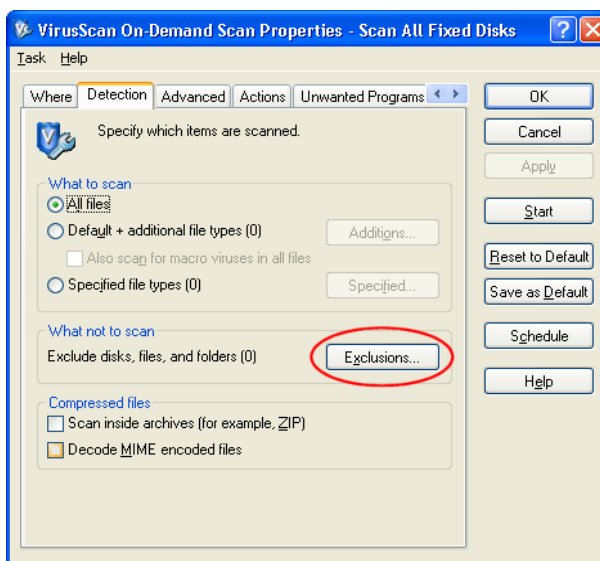 VirusScan On-Demand Scan Properties - Scan All Fixed Disks
Task Help
Where Detection Advanced Actions Unwanted Programs
Specify which items are scanned.
What to scan
All files
Default + additional file types (0)
Additions...
Also scan for macro viruses in all files
Specified file types (0)
Specified...
What not to scan
Exclude disks, files, and folders (0)
Exclusions...
Compressed files
Scan inside archives (for example, ZIP)
Decode MIME encoded files
OK
Cancel
Apply
Start
Reset to Default
Save as Default
Schedule
Help